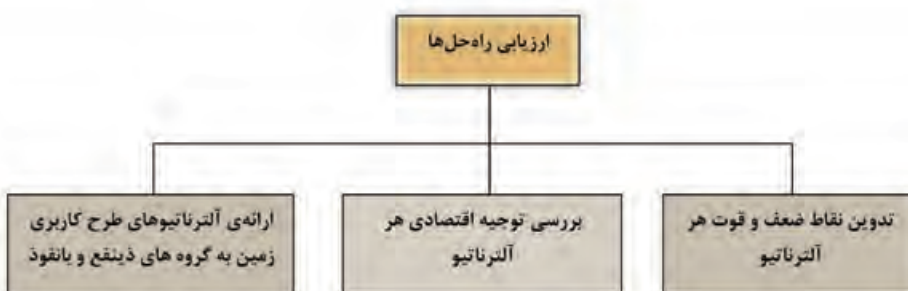 ارزیابی راه‌حل‌ها
تدوین نقاط ضعف و قوت هر
آلترناتیو
بررسی توجیه اقتصادی هر
آلترناتیو
ارائه‌ی آلترناتیوهای طرح کاربری
زمین به گروه های ذینفع و بانفوذ